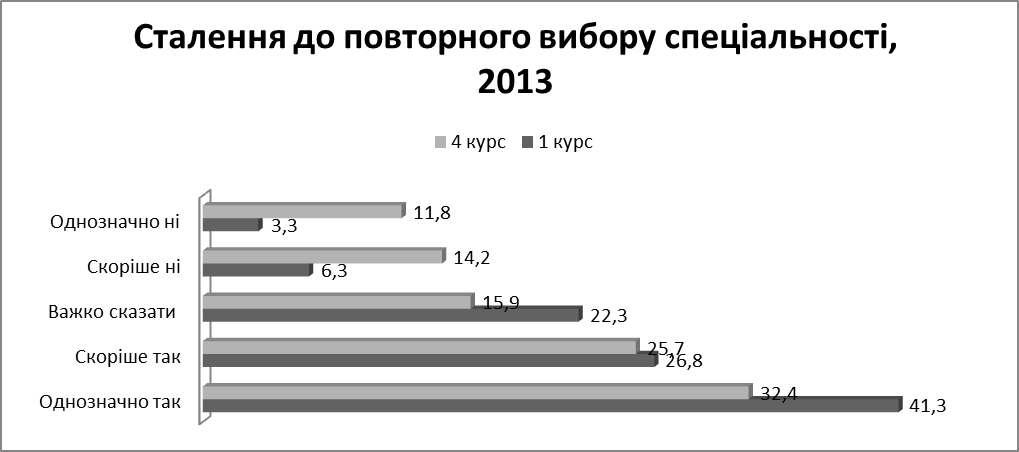 Сталення до повторного вибору спеціальності,
2013
4 курс 1 курс
Однозначно ні 11,8
3,3
Скоріше ні 14,2
6,3
Важко сказати 15,9
22,3
Скоріше так 25,7
26,8
Однозначно так 32,4
41,3